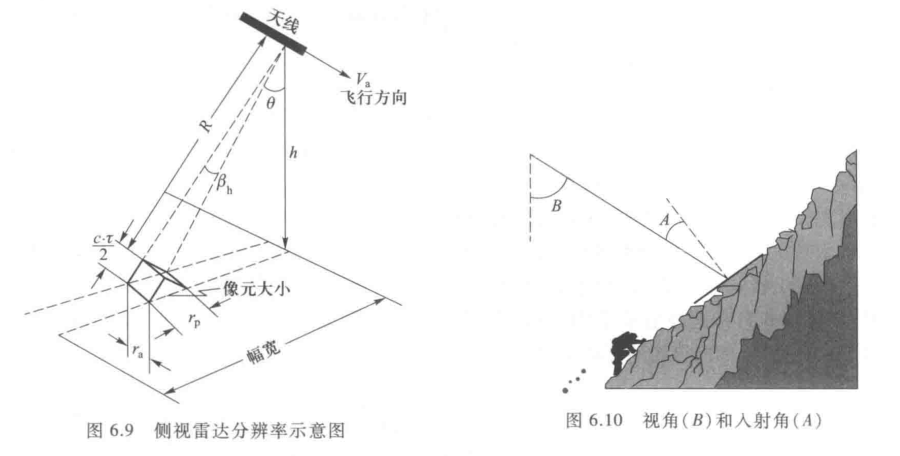 天线
V_a
飞行方向
θ
R
h
β_h
c·τ/2
像元大小
r_p
r_a
幅宽
图 6.9 侧视雷达分辨率示意图
B
A
图 6.10 视角(B)和入射角(A)